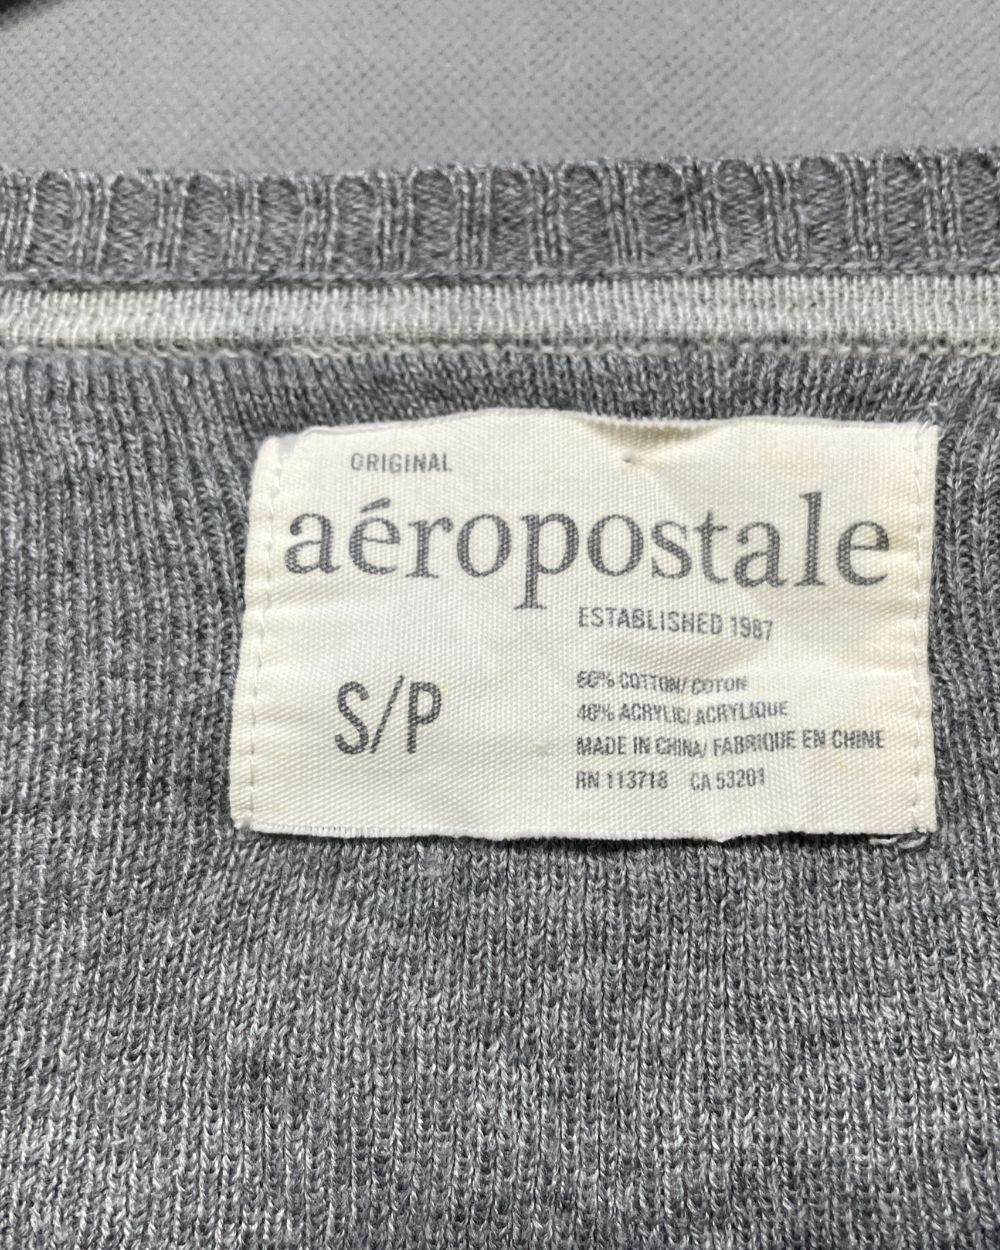 ORIGINAL
aéropostale
ESTABLISHED 1987
S/P
60% COTTON/ COTON
40% ACRYLIC/ ACRYLIQUE
MADE IN CHINA/ FABRIQUE EN CHINE
RN 113718 CA 53201